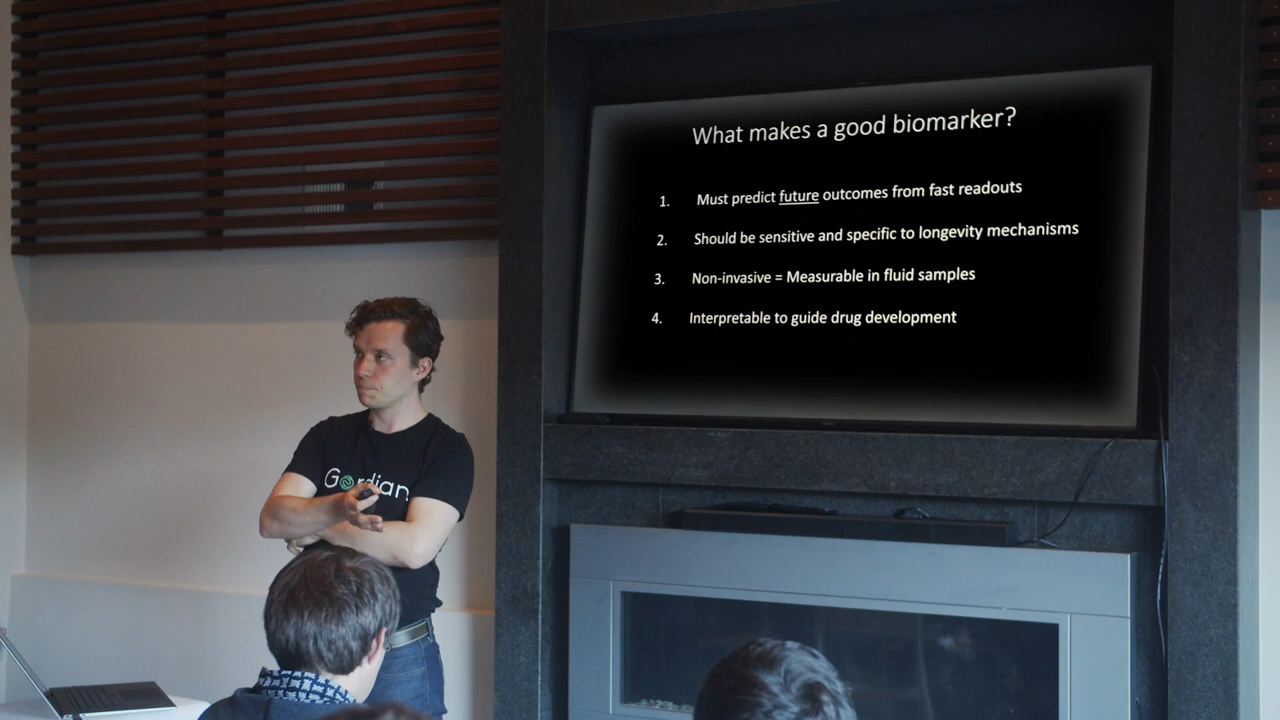 What makes a good biomarker?
1. Must predict future outcomes from fast readouts
2. Should be sensitive and specific to longevity mechanisms
3. Non-invasive = Measurable in fluid samples
4. Interpretable to guide drug development
Gordian